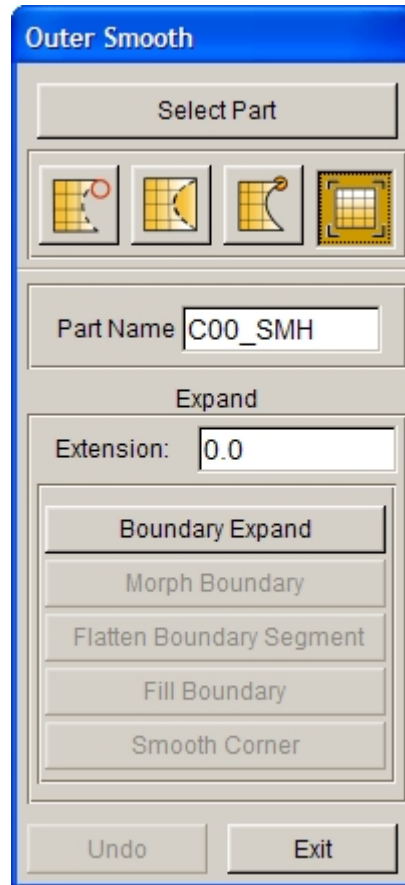 Outer Smooth
Select Part
Part Name C00_SMH
Expand
Extension: 0.0
Boundary Expand
Morph Boundary
Flatten Boundary Segment
Fill Boundary
Smooth Corner
Undo Exit